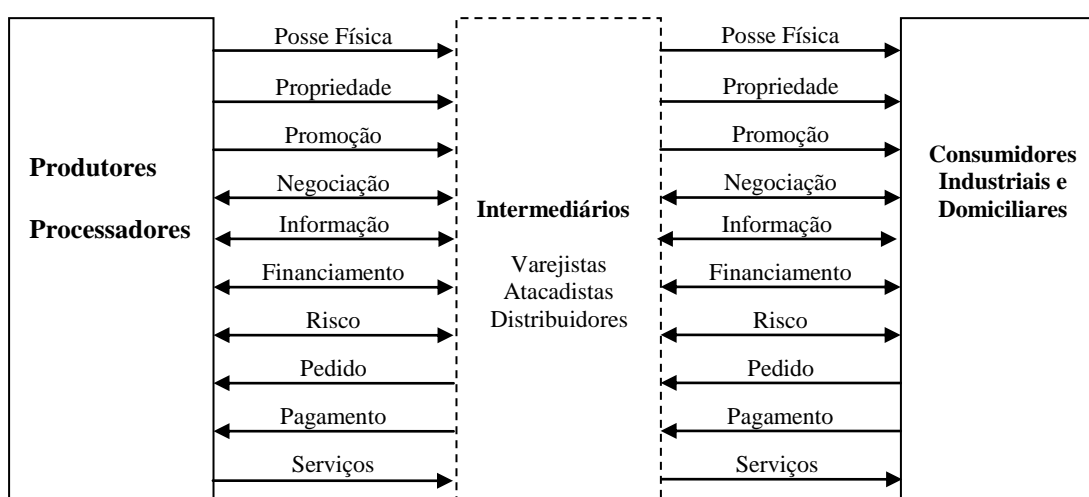 Produtores
Processadores
Posse Física
Propriedade
Promoção
Negociação
Informação
Financiamento
Risco
Pedido
Pagamento
Serviços
Intermediários
Varejistas
Atacadistas
Distribuidores
Posse Física
Propriedade
Promoção
Negociação
Informação
Financiamento
Risco
Pedido
Pagamento
Serviços
Consumidores
Industriais e
Domiciliares